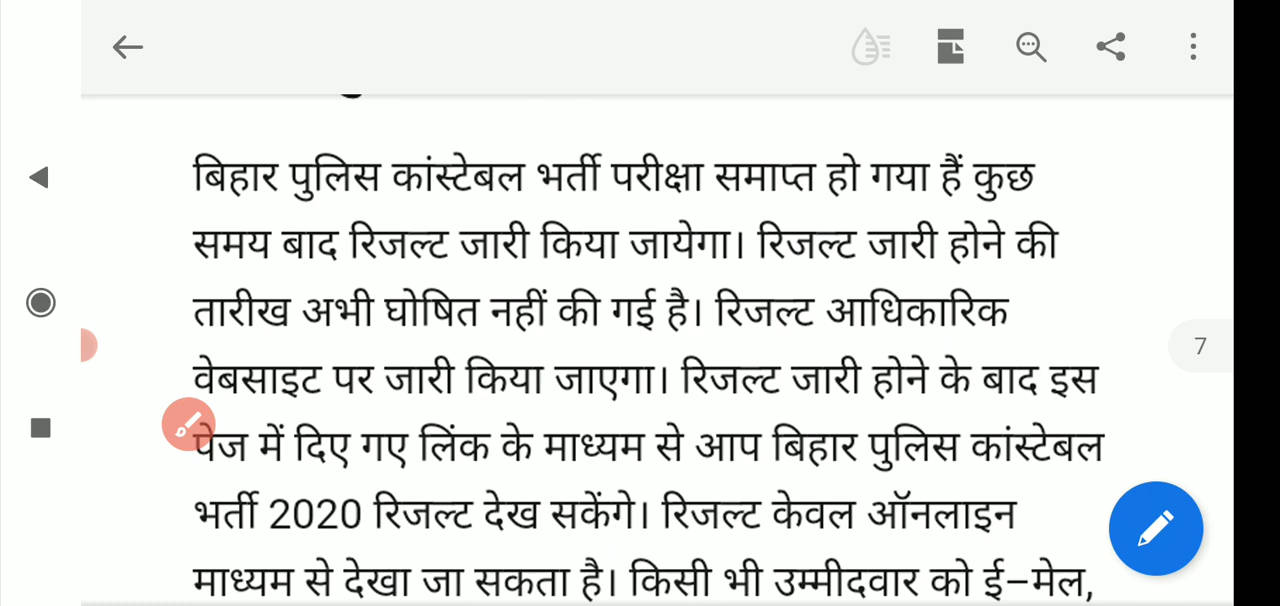 बिहार पुलिस कांस्टेबल भर्ती परीक्षा समाप्त हो गया हैं कुछ
समय बाद रिजल्ट जारी किया जायेगा। रिजल्ट जारी होने की
तारीख अभी घोषित नहीं की गई है। रिजल्ट आधिकारिक
7
वेबसाइट पर जारी किया जाएगा। रिजल्ट जारी होने के बाद इस
पेज में दिए गए लिंक के माध्यम से आप बिहार पुलिस कांस्टेबल
भर्ती 2020 रिजल्ट देख सकेंगे। रिजल्ट केवल ऑनलाइन
माध्यम से देखा जा सकता है। किसी भी उम्मीदवार को ई–मेल,